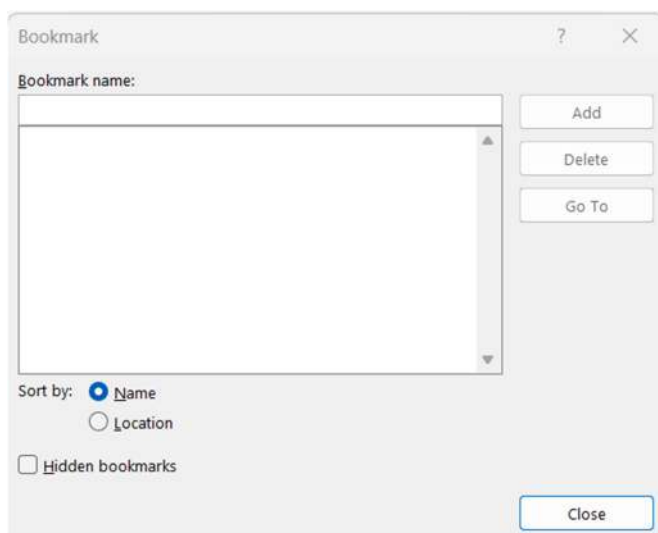 Bookmark ? ×
Bookmark name:
Add
Delete
Go To
Sort by: Name
Location
Hidden bookmarks
Close